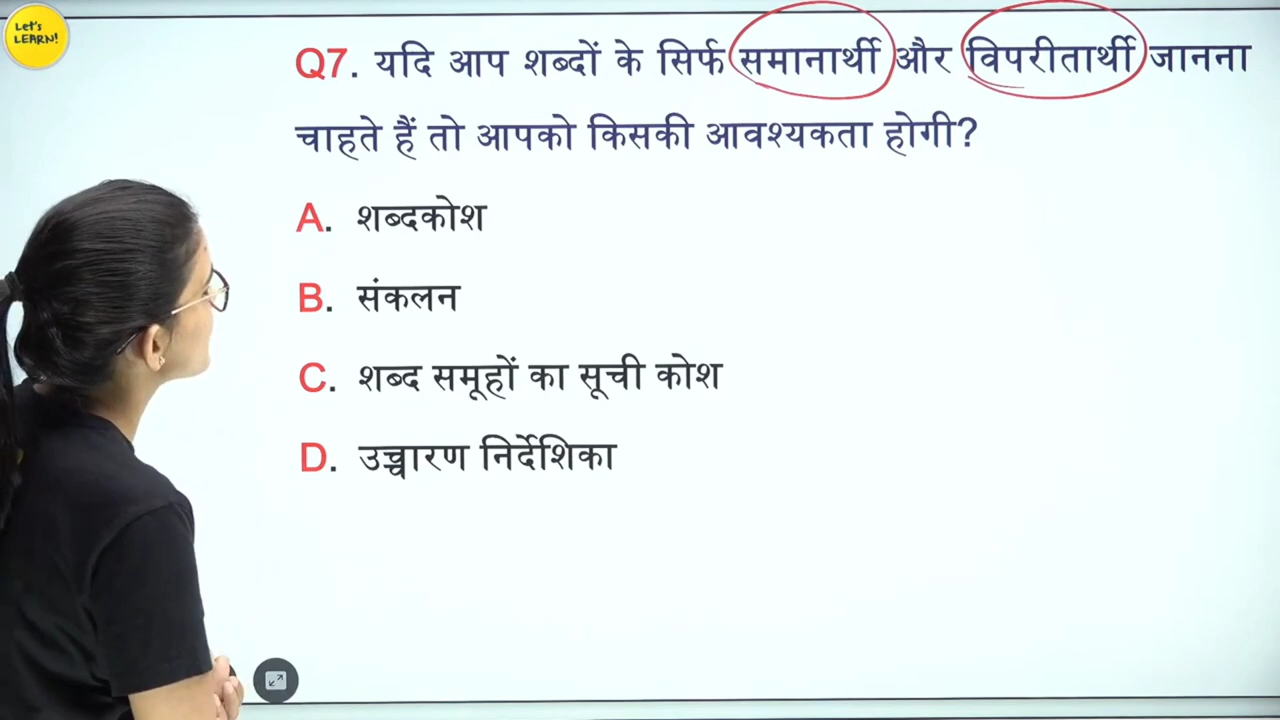 Let's
LEARN!
Q7. यदि आप शब्दों के सिर्फ समानार्थी और विपरीतार्थी जानना
चाहते हैं तो आपको किसकी आवश्यकता होगी?
A. शब्दकोश
B. संकलन
C. शब्द समूहों का सूची कोश
D. उच्चारण निर्देशिका